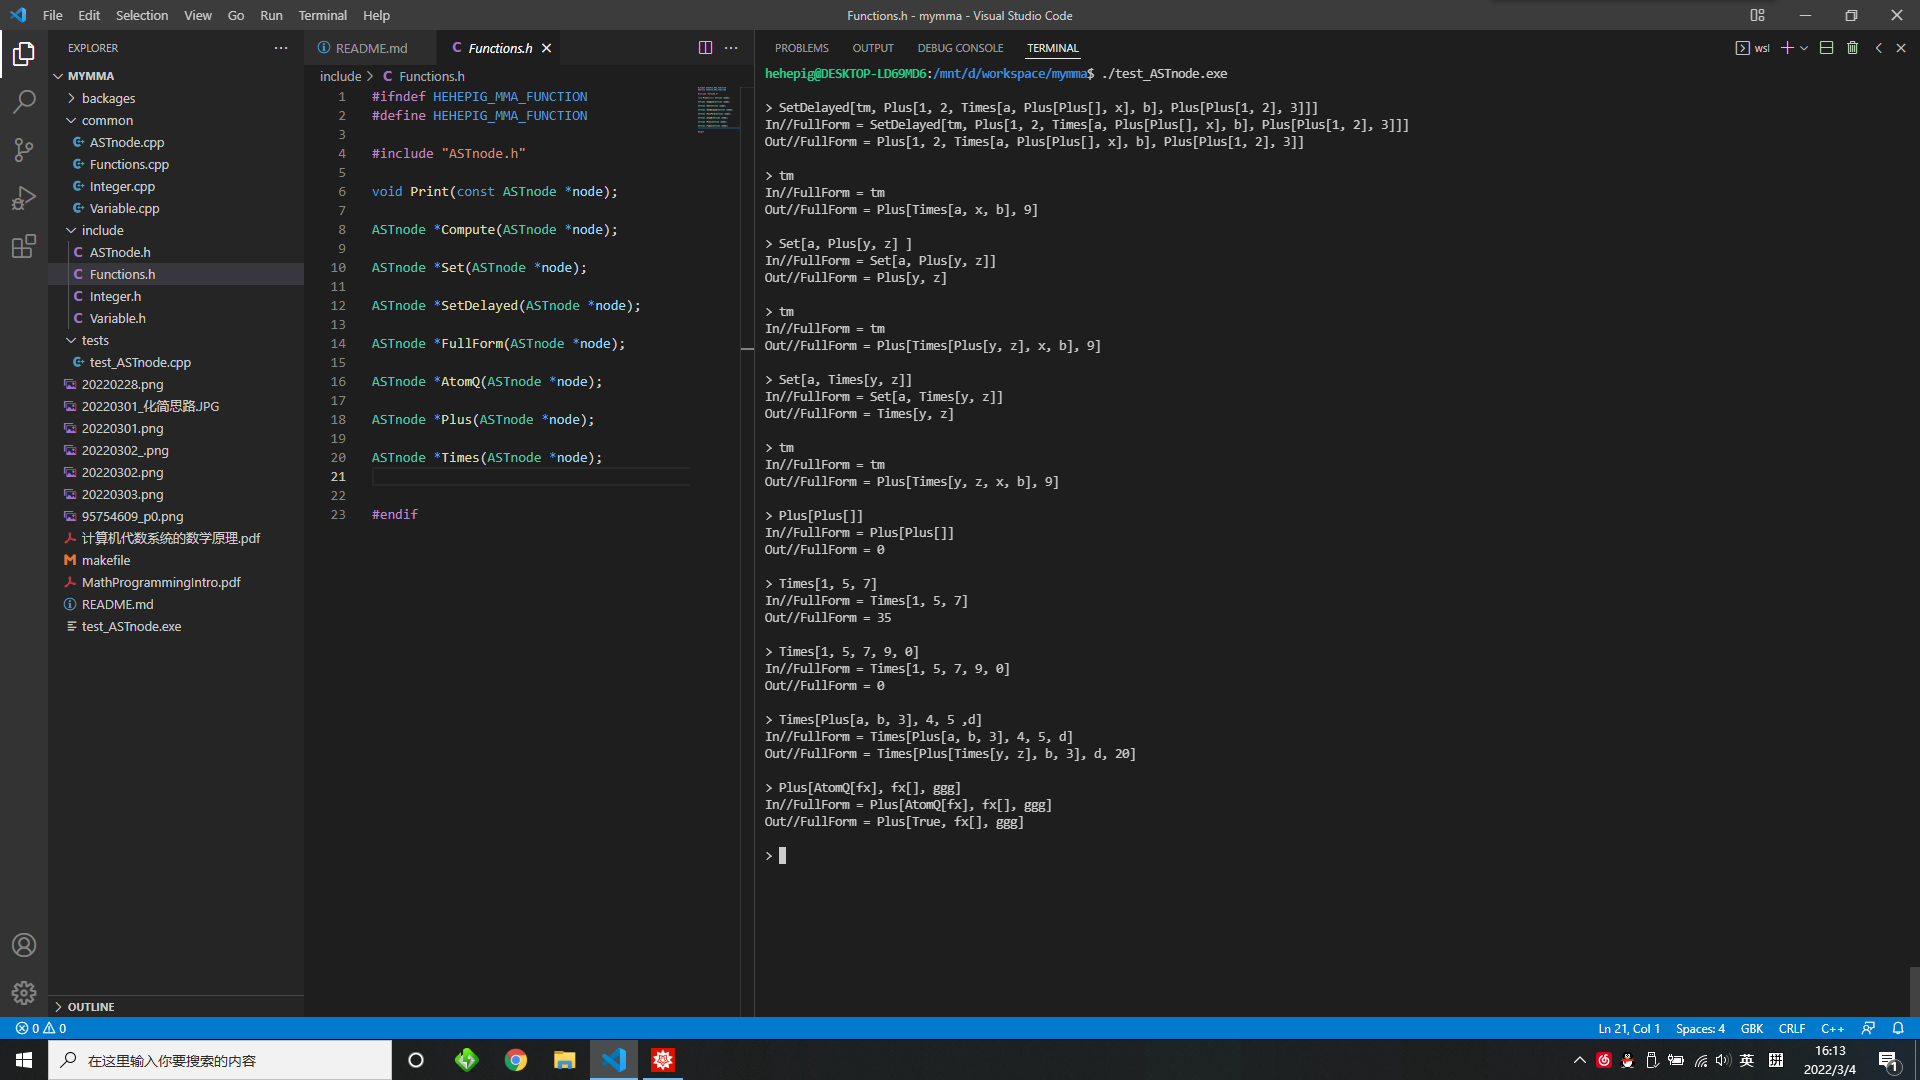 File Edit Selection View Go Run Terminal Help
Functions.h - mymma - Visual Studio Code
EXPLORER
MYMMA
backages
common
ASTnode.cpp
Functions.cpp
Integer.cpp
Variable.cpp
include
ASTnode.h
Functions.h
Integer.h
Variable.h
tests
test_ASTnode.cpp
20220228.png
20220301_化简思路.JPG
20220301.png
20220302_.png
20220302.png
20220303.png
95754609_p0.png
计算机代数系统的数学原理.pdf
makefile
MathProgrammingIntro.pdf
README.md
test_ASTnode.exe
OUTLINE
README.md
Functions.h
include > Functions.h
1 #ifndef HEHEPIG_MMA_FUNCTION
2 #define HEHEPIG_MMA_FUNCTION
3
4 #include "ASTnode.h"
5
6 void Print(const ASTnode *node);
7
8 ASTnode *Compute(ASTnode *node);
9
10 ASTnode *Set(ASTnode *node);
11
12 ASTnode *SetDelayed(ASTnode *node);
13
14 ASTnode *FullForm(ASTnode *node);
15
16 ASTnode *AtomQ(ASTnode *node);
17
18 ASTnode *Plus(ASTnode *node);
19
20 ASTnode *Times(ASTnode *node);
21
22
23 #endif
PROBLEMS OUTPUT DEBUG CONSOLE TERMINAL
wsl
hehepig@DESKTOP-LD69MD6:/mnt/d/workspace/mymma$ ./test_ASTnode.exe
> SetDelayed[tm, Plus[1, 2, Times[a, Plus[Plus[], x], b], Plus[Plus[1, 2], 3]]]
In//FullForm = SetDelayed[tm, Plus[1, 2, Times[a, Plus[Plus[], x], b], Plus[Plus[1, 2], 3]]]
Out//FullForm = Plus[1, 2, Times[a, Plus[Plus[], x], b], Plus[Plus[1, 2], 3]]
> tm
In//FullForm = tm
Out//FullForm = Plus[Times[a, x, b], 9]
> Set[a, Plus[y, z] ]
In//FullForm = Set[a, Plus[y, z]]
Out//FullForm = Plus[y, z]
> tm
In//FullForm = tm
Out//FullForm = Plus[Times[Plus[y, z], x, b], 9]
> Set[a, Times[y, z]]
In//FullForm = Set[a, Times[y, z]]
Out//FullForm = Times[y, z]
> tm
In//FullForm = tm
Out//FullForm = Plus[Times[y, z, x, b], 9]
> Plus[Plus[]]
In//FullForm = Plus[Plus[]]
Out//FullForm = 0
> Times[1, 5, 7]
In//FullForm = Times[1, 5, 7]
Out//FullForm = 35
> Times[1, 5, 7, 9, 0]
In//FullForm = Times[1, 5, 7, 9, 0]
Out//FullForm = 0
> Times[Plus[a, b, 3], 4, 5 ,d]
In//FullForm = Times[Plus[a, b, 3], 4, 5, d]
Out//FullForm = Times[Plus[Times[y, z], b, 3], d, 20]
> Plus[AtomQ[fx], fx[], ggg]
In//FullForm = Plus[AtomQ[fx], fx[], ggg]
Out//FullForm = Plus[True, fx[], ggg]
>
0 0
Ln 21, Col 1 Spaces: 4 GBK CRLF C++
在这里输入你要搜索的内容
英
拼
16:13
2022/3/4
1